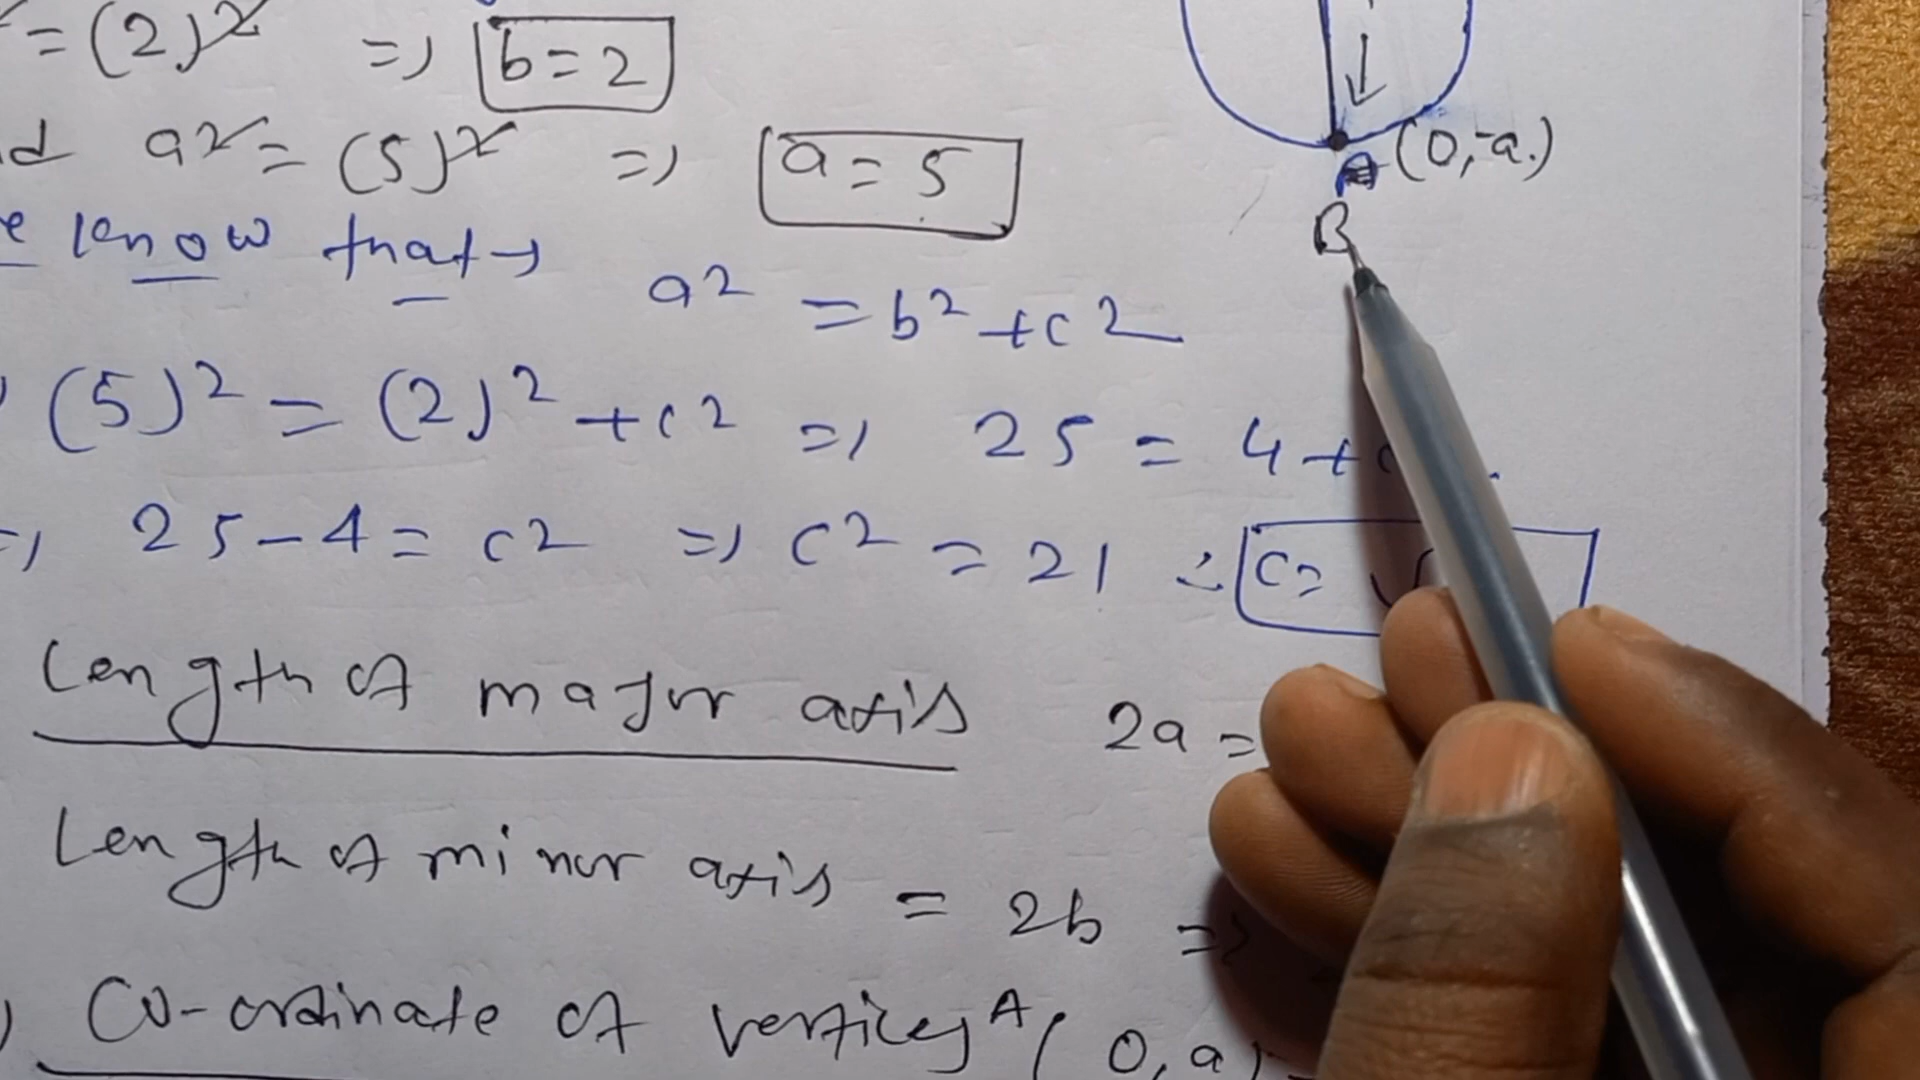 = (2)² => b = 2
a² = (5)² => a = 5
(0, -a.)
B
know that → a² = b² + c²
(5)² = (2)² + c² => 25 = 4 + c
=> 25 - 4 = c² => c² = 21 ∴ c = √
Length of major axis 2a =
Length of minor axis = 2b =>
Co-ordinate of vertices A (0, a)